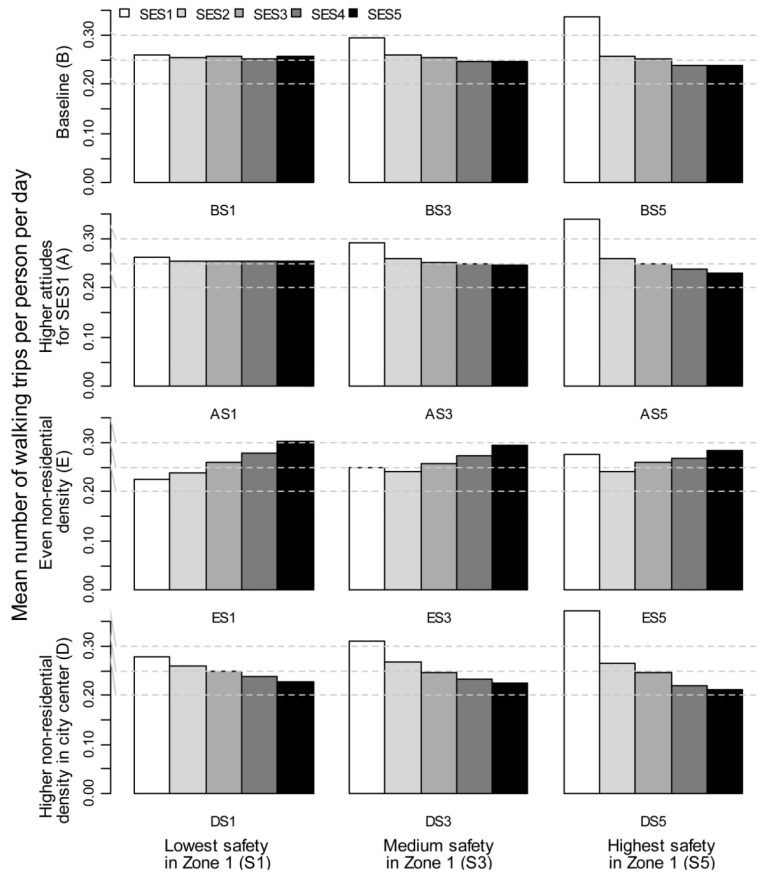 SES1 SES2 SES3 SES4 SES5
Mean number of walking trips per person per day
Baseline (B)
0.00 0.10 0.20 0.30
BS1 BS3 BS5
Higher attiudes
for SES1 (A)
0.00 0.10 0.20 0.30
AS1 AS3 AS5
Even non-residential
density (E)
0.00 0.10 0.20 0.30
ES1 ES3 ES5
Higher non-residential
density in city center (D)
0.00 0.10 0.20 0.30
DS1 DS3 DS5
Lowest safety
in Zone 1 (S1)
Medium safety
in Zone 1 (S3)
Highest safety
in Zone 1 (S5)